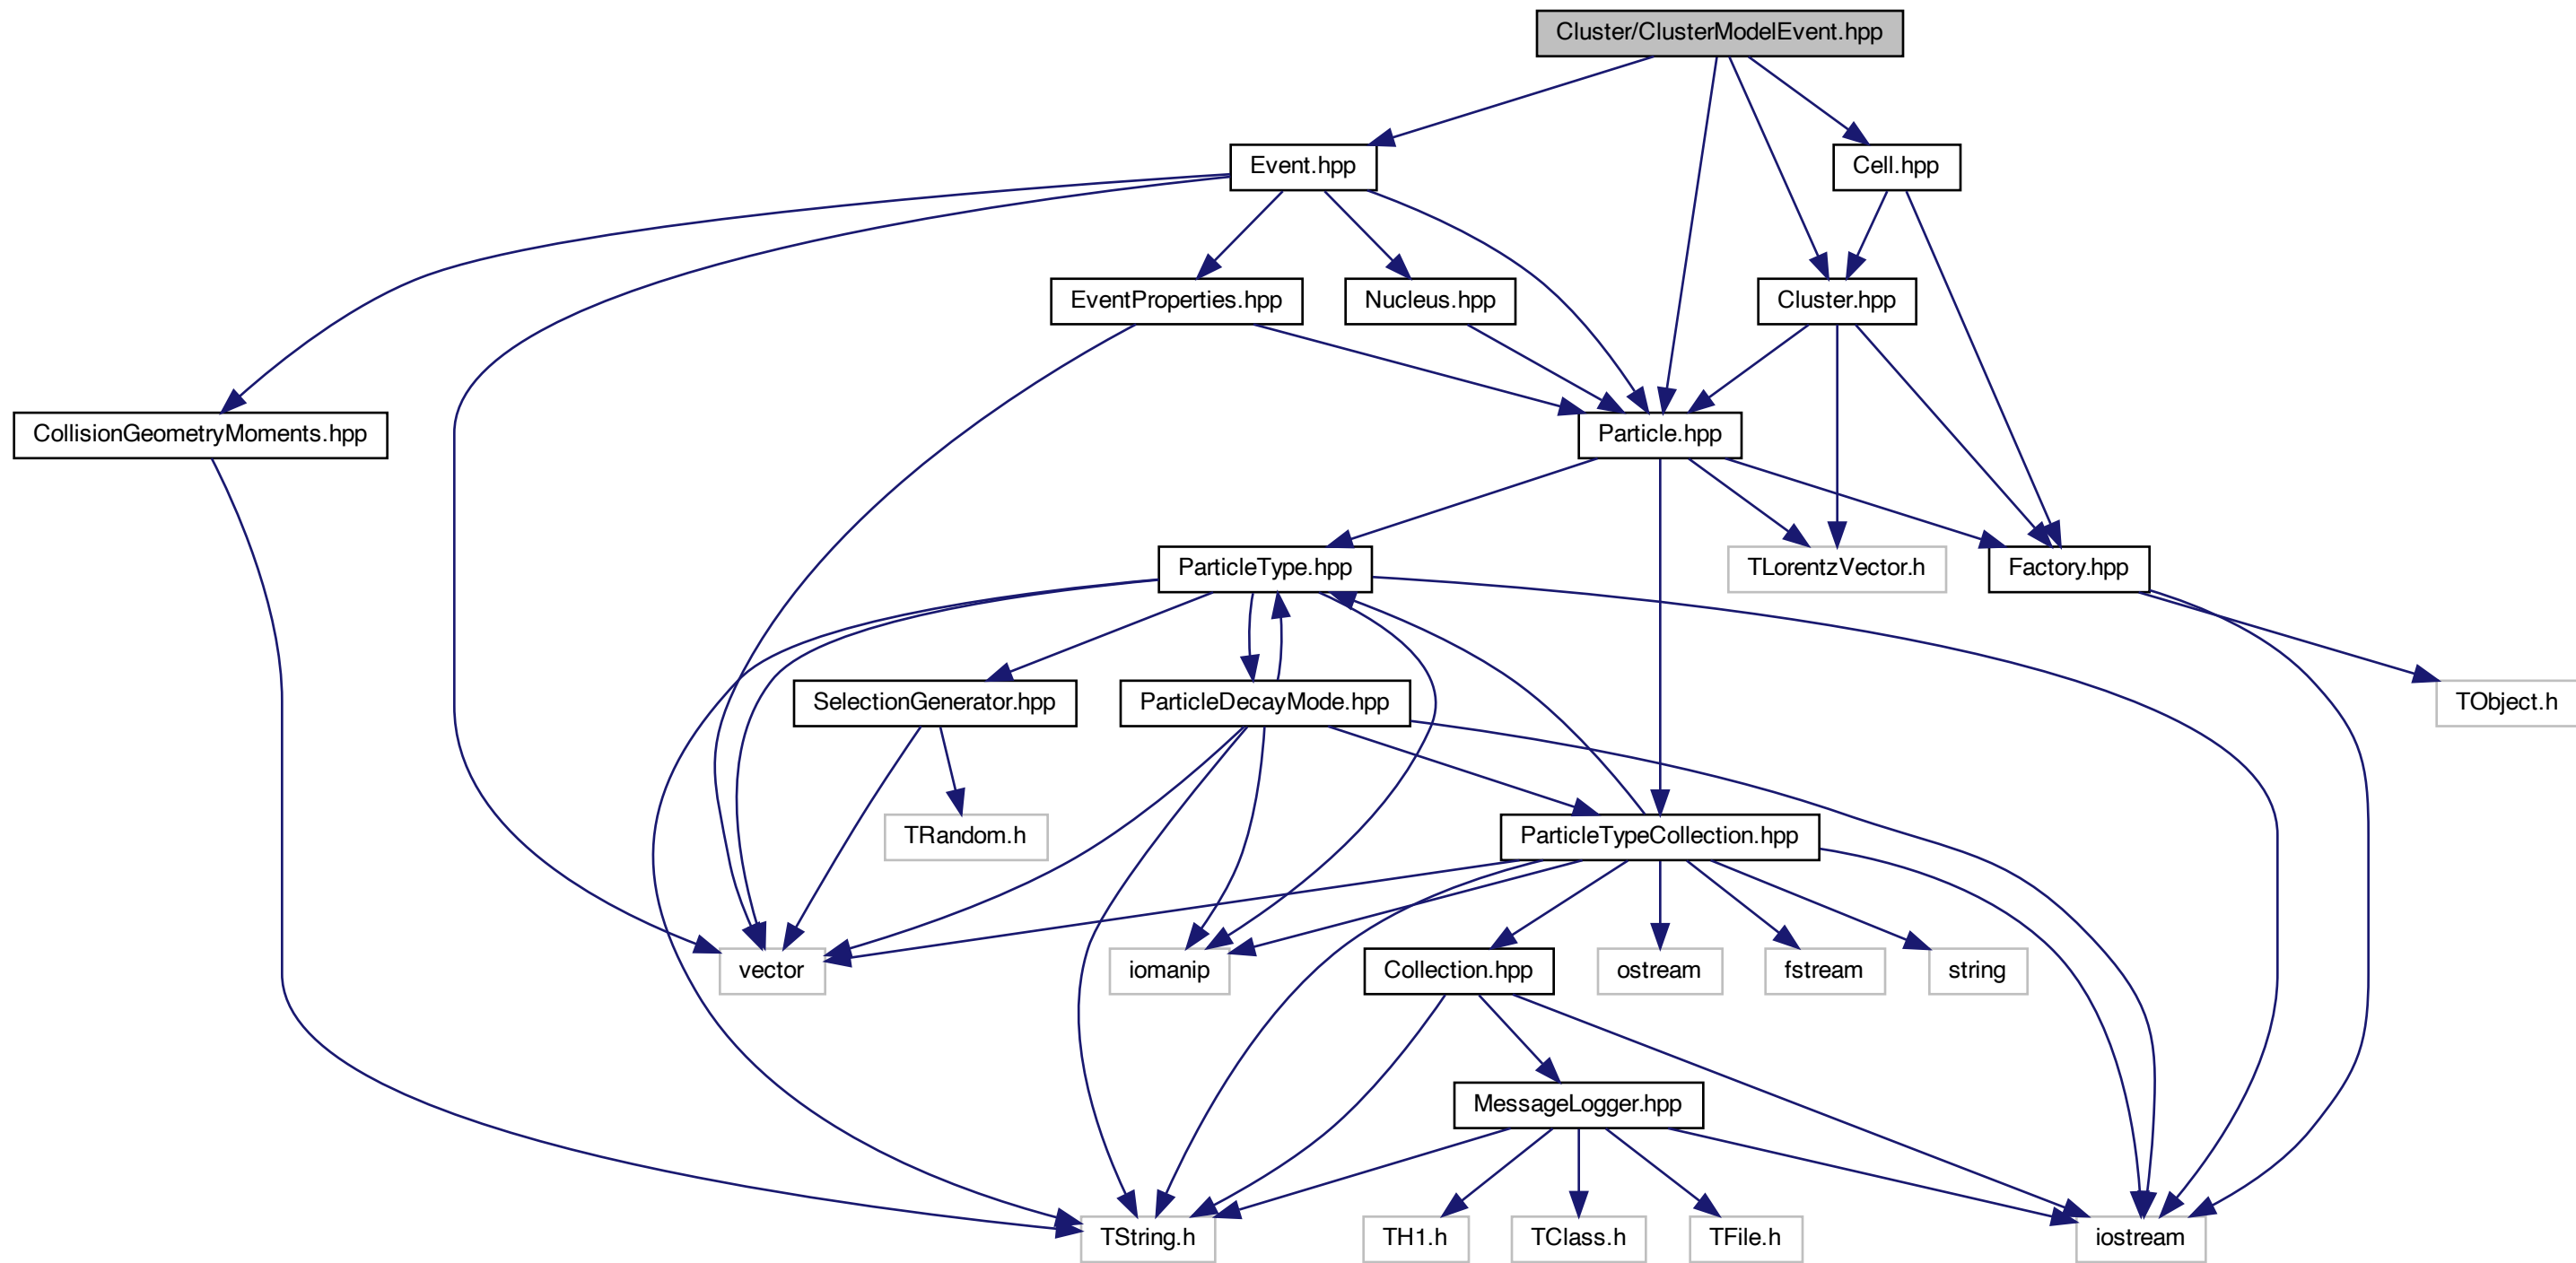 Cluster/ClusterModelEvent.hpp
Event.hpp
Cell.hpp
EventProperties.hpp
Nucleus.hpp
Cluster.hpp
CollisionGeometryMoments.hpp
Particle.hpp
ParticleType.hpp
TLorentzVector.h
Factory.hpp
SelectionGenerator.hpp
ParticleDecayMode.hpp
TObject.h
TRandom.h
ParticleTypeCollection.hpp
vector
iomanip
Collection.hpp
ostream
fstream
string
MessageLogger.hpp
TString.h
TH1.h
TClass.h
TFile.h
iostream